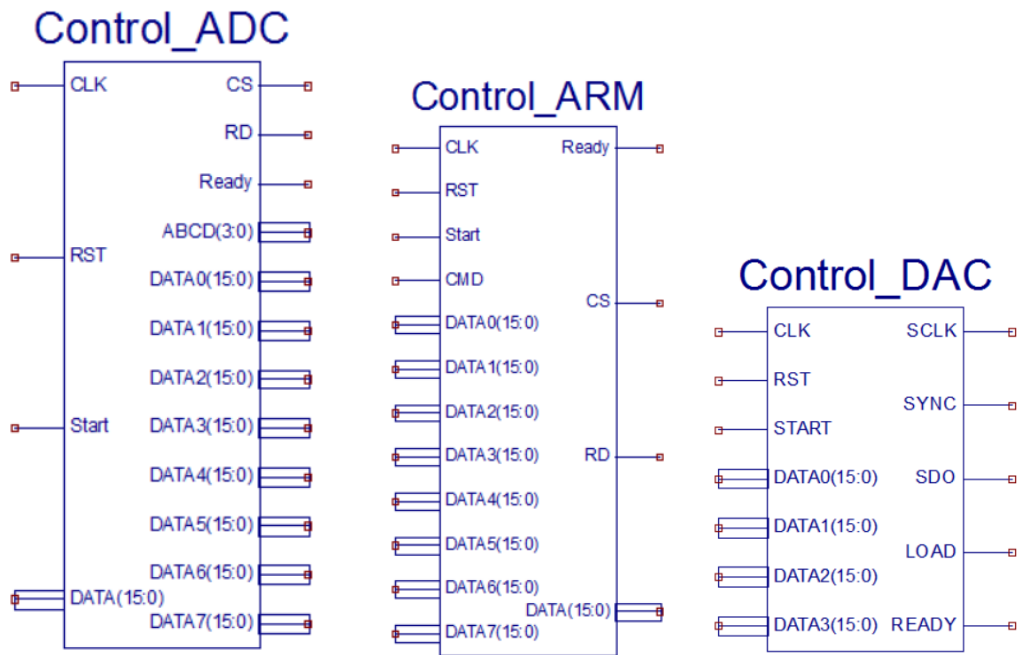 Control_ADC
CLK
CS
RD
Ready
ABCD(3:0)
RST
DATA0(15:0)
DATA1(15:0)
DATA2(15:0)
Start
DATA3(15:0)
DATA4(15:0)
DATA5(15:0)
DATA6(15:0)
DATA(15:0)
DATA7(15:0)
Control_ARM
CLK
Ready
RST
Start
CMD
CS
DATA0(15:0)
DATA1(15:0)
DATA2(15:0)
DATA3(15:0)
RD
DATA4(15:0)
DATA5(15:0)
DATA6(15:0)
DATA(15:0)
DATA7(15:0)
Control_DAC
CLK
SCLK
RST
SYNC
START
DATA0(15:0)
SDO
DATA1(15:0)
LOAD
DATA2(15:0)
DATA3(15:0)
READY